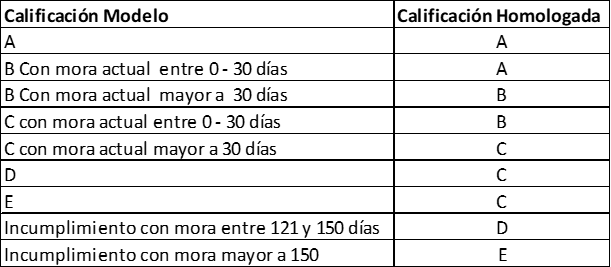 Calificación Modelo Calificación Homologada
A A
B Con mora actual entre 0 - 30 días A
B Con mora actual mayor a 30 días B
C con mora actual entre 0 - 30 días B
C con mora actual mayor a 30 días C
D C
E C
Incumplimiento con mora entre 121 y 150 días D
Incumplimiento con mora mayor a 150 E